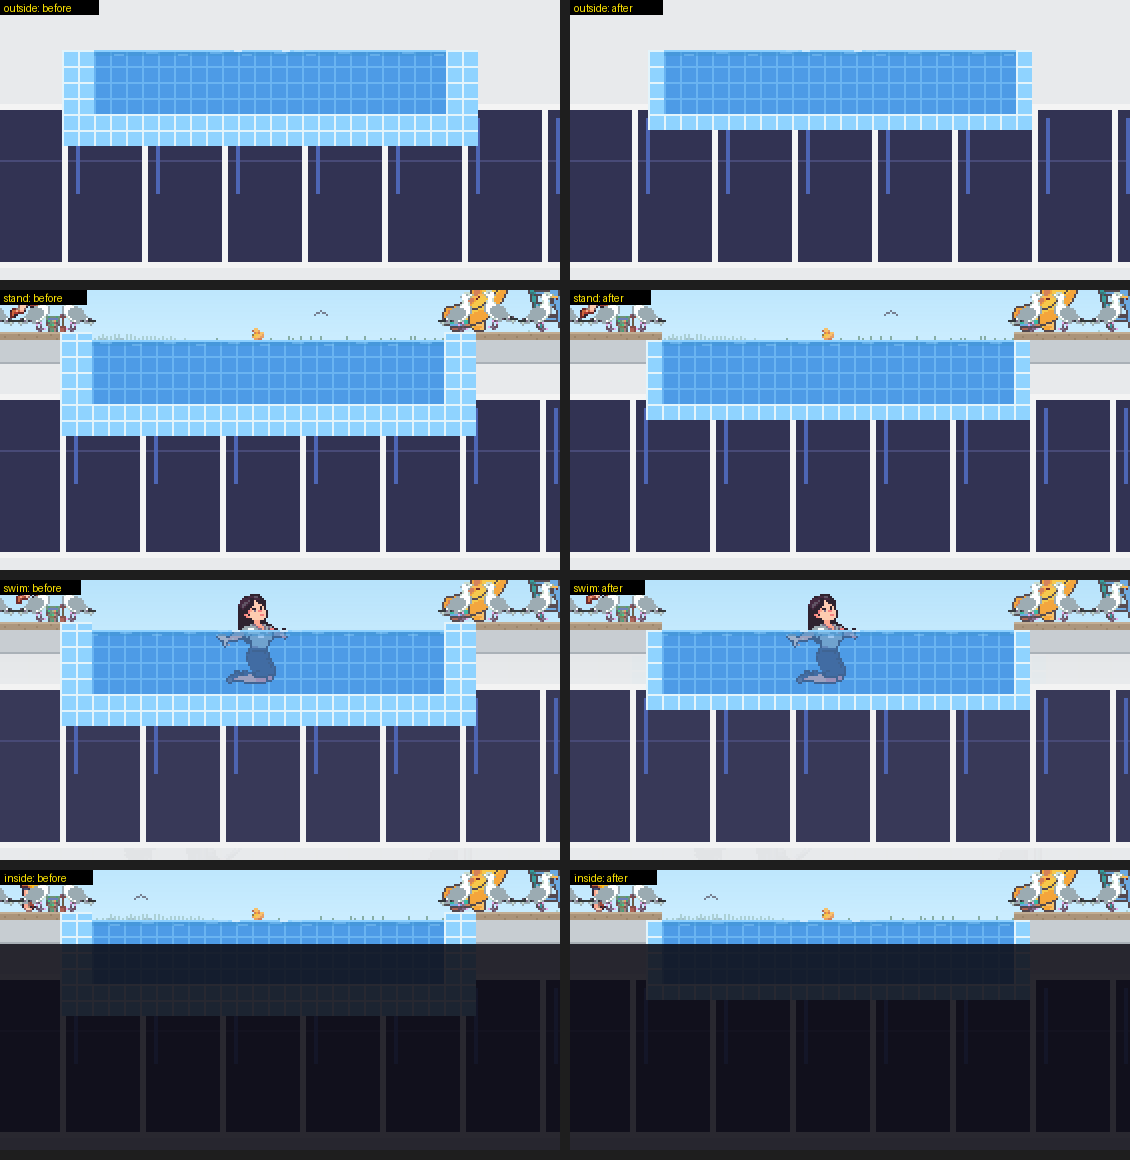 outside: before
outside: after
stand: before
stand: after
swim: before
swim: after
inside: before
inside: after